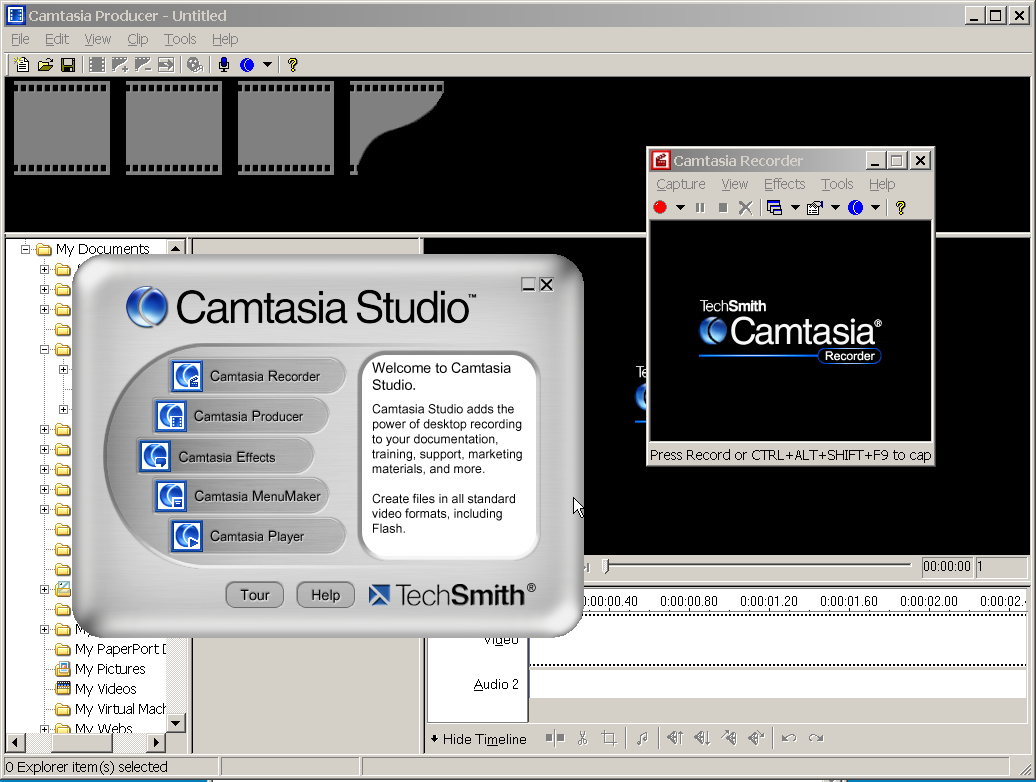 Camtasia Producer - Untitled
File Edit View Clip Tools Help
Camtasia Recorder
Capture View Effects Tools Help
TechSmith
Camtasia®
Recorder
Press Record or CTRL+ALT+SHIFT+F9 to cap
My Documents
Camtasia Studio™
Camtasia Recorder
Camtasia Producer
Camtasia Effects
Camtasia MenuMaker
Camtasia Player
Welcome to Camtasia
Studio.
Camtasia Studio adds the
power of desktop recording
to your documentation,
training, support, marketing
materials, and more.
Create files in all standard
video formats, including
Flash.
Tour Help TechSmith®
My PaperPort D
My Pictures
My Videos
My Virtual Mach
My Webs
00:00:00 1
0:00:00.40 0:00:00.80 0:00:01.20 0:00:01.60 0:00:02.00 0:00:02.
Video
Audio 2
Hide Timeline
0 Explorer item(s) selected